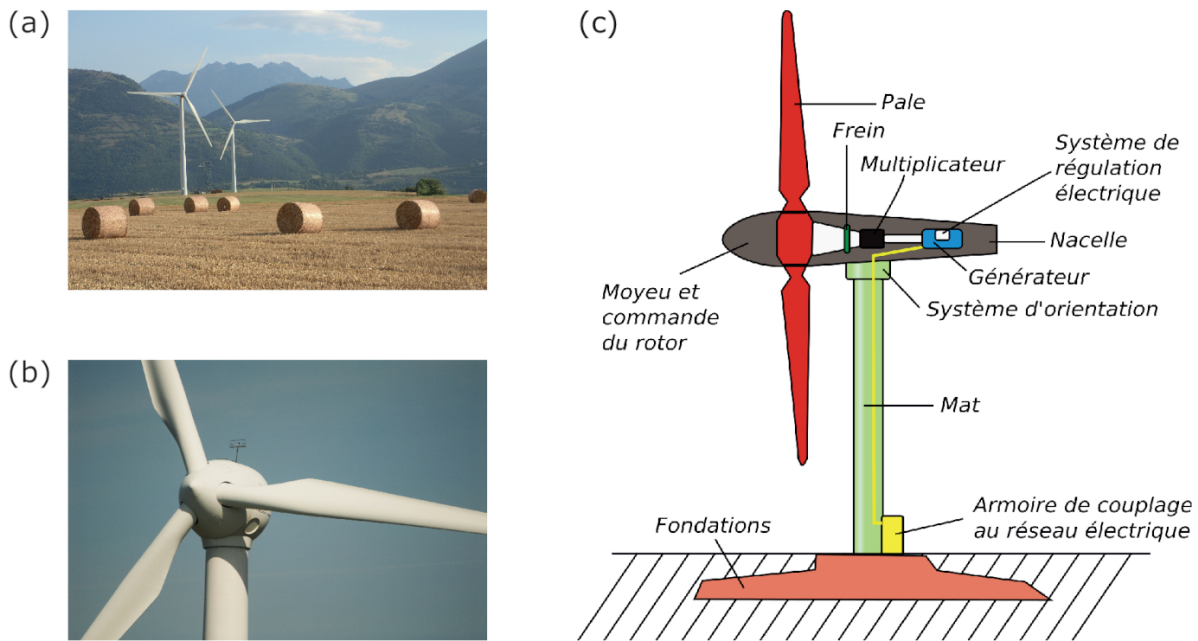 (a)
(b)
(c)
Pale
Frein
Multiplicateur
Système de
régulation
électrique
Nacelle
Générateur
Système d'orientation
Moyeu et
commande
du rotor
Mat
Armoire de couplage
au réseau électrique
Fondations